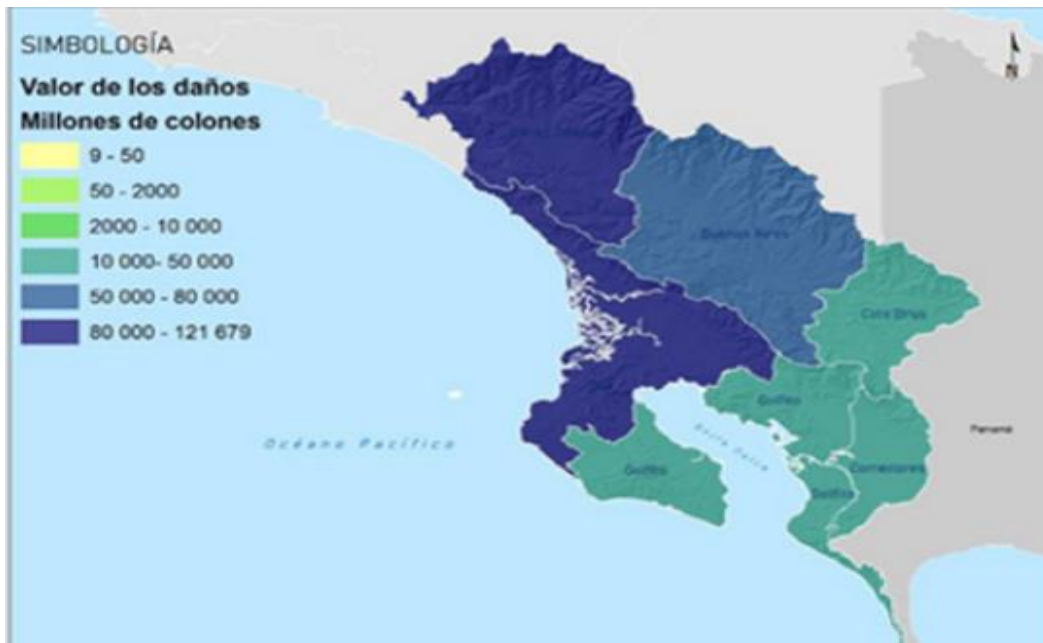 SIMBOLOGÍA
Valor de los daños
Millones de colones
9 - 50
50 - 2000
2000 - 10 000
10 000- 50 000
50 000 - 80 000
80 000 - 121 679
N
Buenos Aires
Coto Brus
Golfito
Océano Pacífico
Golfito
Corredores
Golfito
Panamá